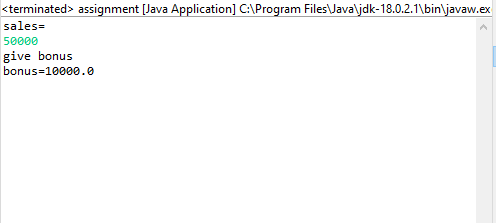 <terminated> assignment [Java Application] C:\Program Files\Java\jdk-18.0.2.1\bin\javaw.ex
sales=
50000
give bonus
bonus=10000.0